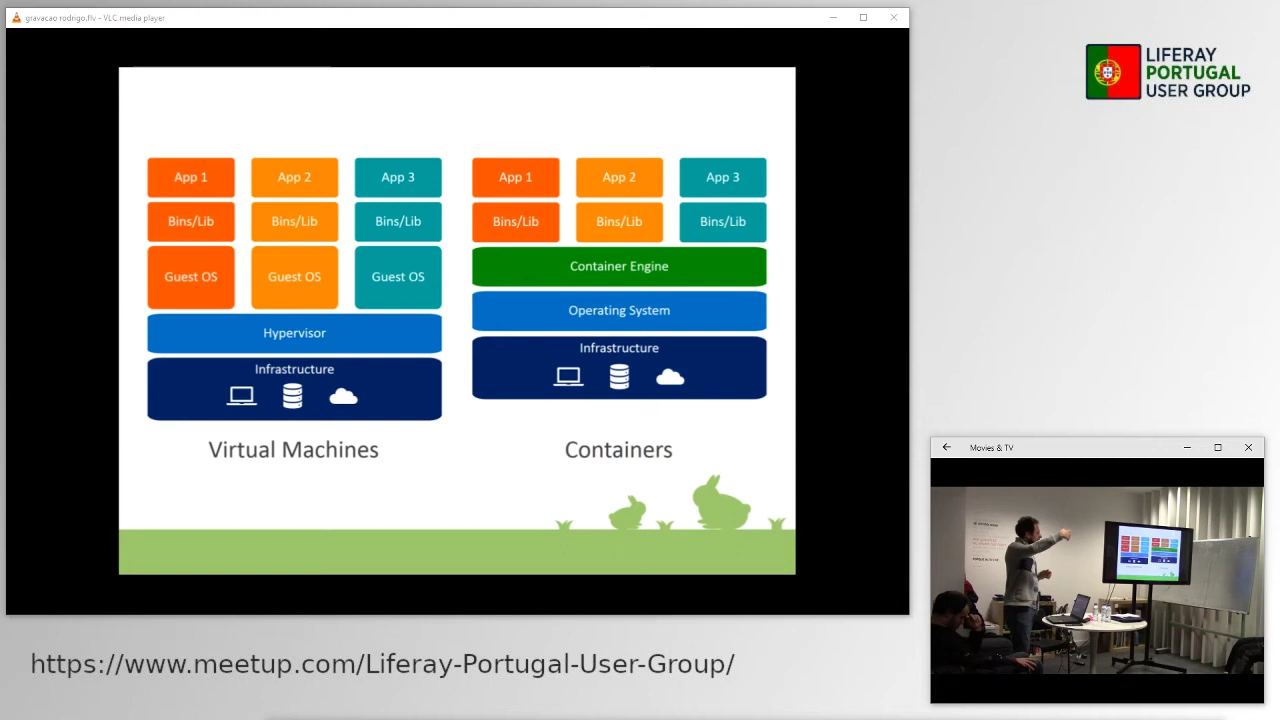 gravacao rodrigo.flv - VLC media player
LIFERAY
PORTUGAL
USER GROUP
App 1
App 2
App 3
Bins/Lib
Bins/Lib
Bins/Lib
Guest OS
Guest OS
Guest OS
Hypervisor
Infrastructure
Virtual Machines
App 1
App 2
App 3
Bins/Lib
Bins/Lib
Bins/Lib
Container Engine
Operating System
Infrastructure
Containers
Movies & TV
https://www.meetup.com/Liferay-Portugal-User-Group/